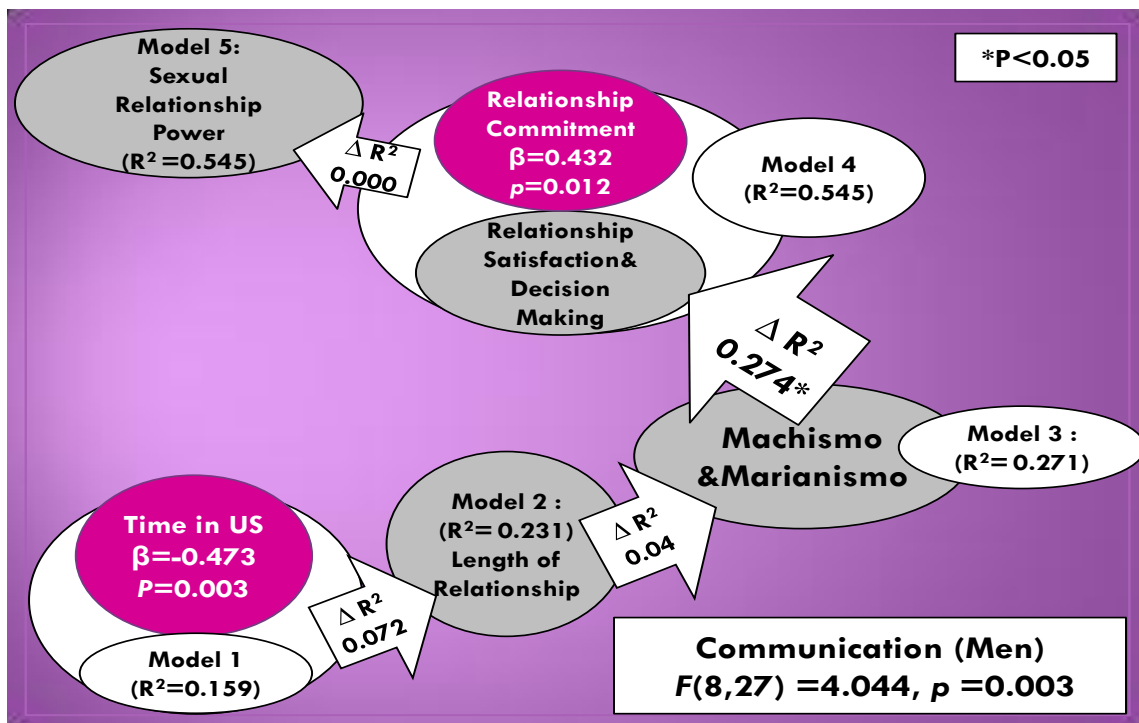 Model 5:
Sexual
Relationship
Power
(R² =0.545)
*P<0.05
Δ R²
0.000
Relationship
Commitment
β=0.432
p=0.012
Model 4
(R²=0.545)
Relationship
Satisfaction&
Decision
Making
Δ R²
0.274*
Machismo
&Marianismo
Model 3 :
(R²= 0.271)
Time in US
β=-0.473
P=0.003
Model 1
(R²=0.159)
Δ R²
0.072
Model 2 :
(R²= 0.231)
Length of
Relationship
Δ R²
0.04
Communication (Men)
F(8,27) =4.044, p =0.003